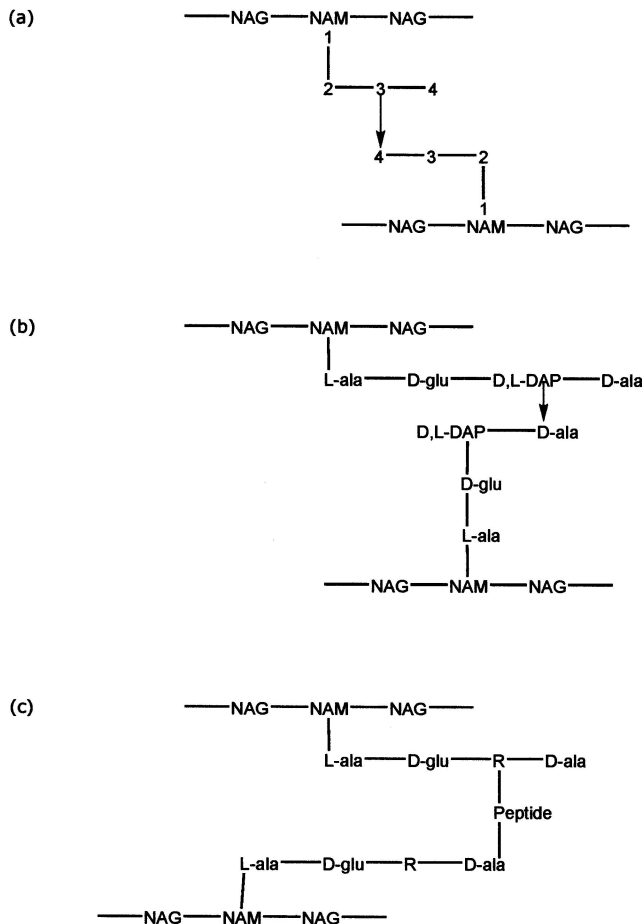 (a)
NAG NAM NAG
1
2 3 4
4 3 2
1
NAG NAM NAG
(b)
NAG NAM NAG
L-ala D-glu D,L-DAP D-ala
D,L-DAP D-ala
D-glu
L-ala
NAG NAM NAG
(c)
NAG NAM NAG
L-ala D-glu R D-ala
Peptide
L-ala D-glu R D-ala
NAG NAM NAG